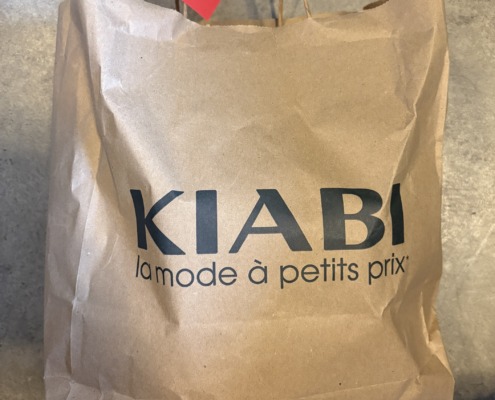 KIABI
la mode à petits prix